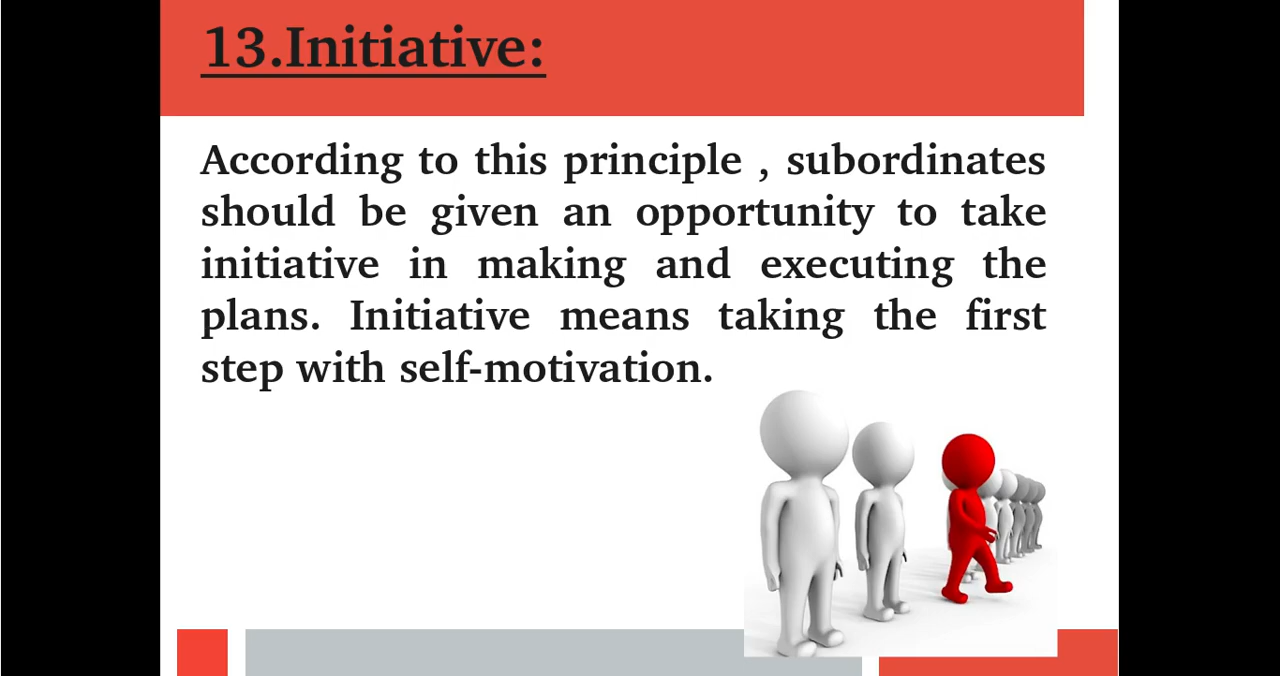 13.Initiative:
According to this principle , subordinates
should be given an opportunity to take
initiative in making and executing the
plans. Initiative means taking the first
step with self-motivation.